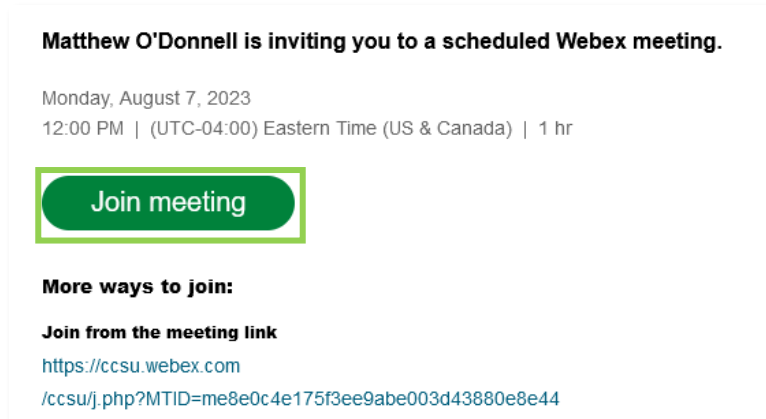 Matthew O'Donnell is inviting you to a scheduled Webex meeting.
Monday, August 7, 2023
12:00 PM | (UTC-04:00) Eastern Time (US & Canada) | 1 hr
Join meeting
More ways to join:
Join from the meeting link
https://ccsu.webex.com
/ccsu/j.php?MTID=me8e0c4e175f3ee9abe003d43880e8e44